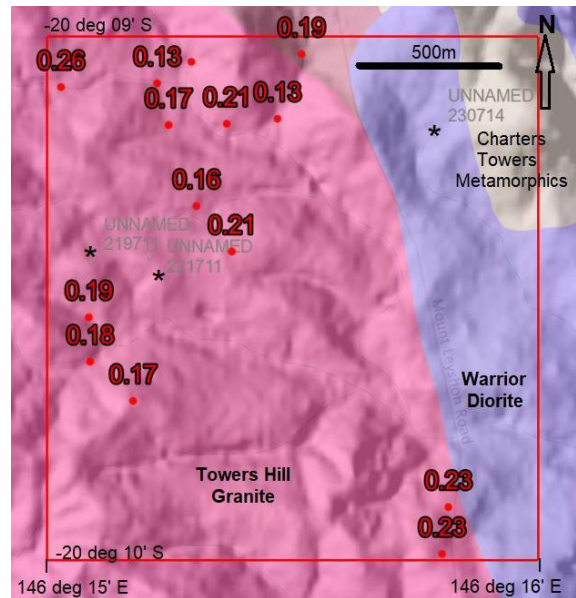 -20 deg 09' S
0.26
0.13
0.19
N
500m
0.17
0.21
0.13
UNNAMED
230714
Charters
Towers
Metamorphics
0.16
0.21
UNNAMED
219711
UNNAMED
221711
0.19
0.18
0.17
Mount Leyshon Road
Warrior
Diorite
Towers Hill
Granite
0.23
0.23
-20 deg 10' S
146 deg 15' E
146 deg 16' E